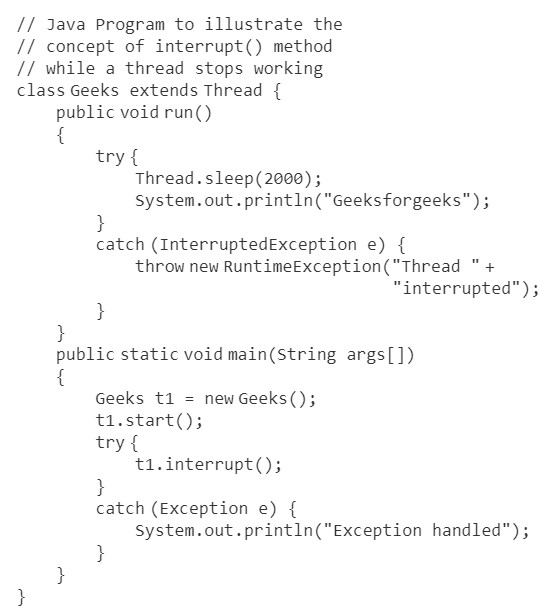 // Java Program to illustrate the
// concept of interrupt() method
// while a thread stops working
class Geeks extends Thread {
    public void run()
    {
        try {
            Thread.sleep(2000);
            System.out.println("Geeksforgeeks");
        }
        catch (InterruptedException e) {
            throw new RuntimeException("Thread " +
                                     "interrupted");
        }
    }
    public static void main(String args[])
    {
        Geeks t1 = new Geeks();
        t1.start();
        try {
            t1.interrupt();
        }
        catch (Exception e) {
            System.out.println("Exception handled");
        }
    }
}